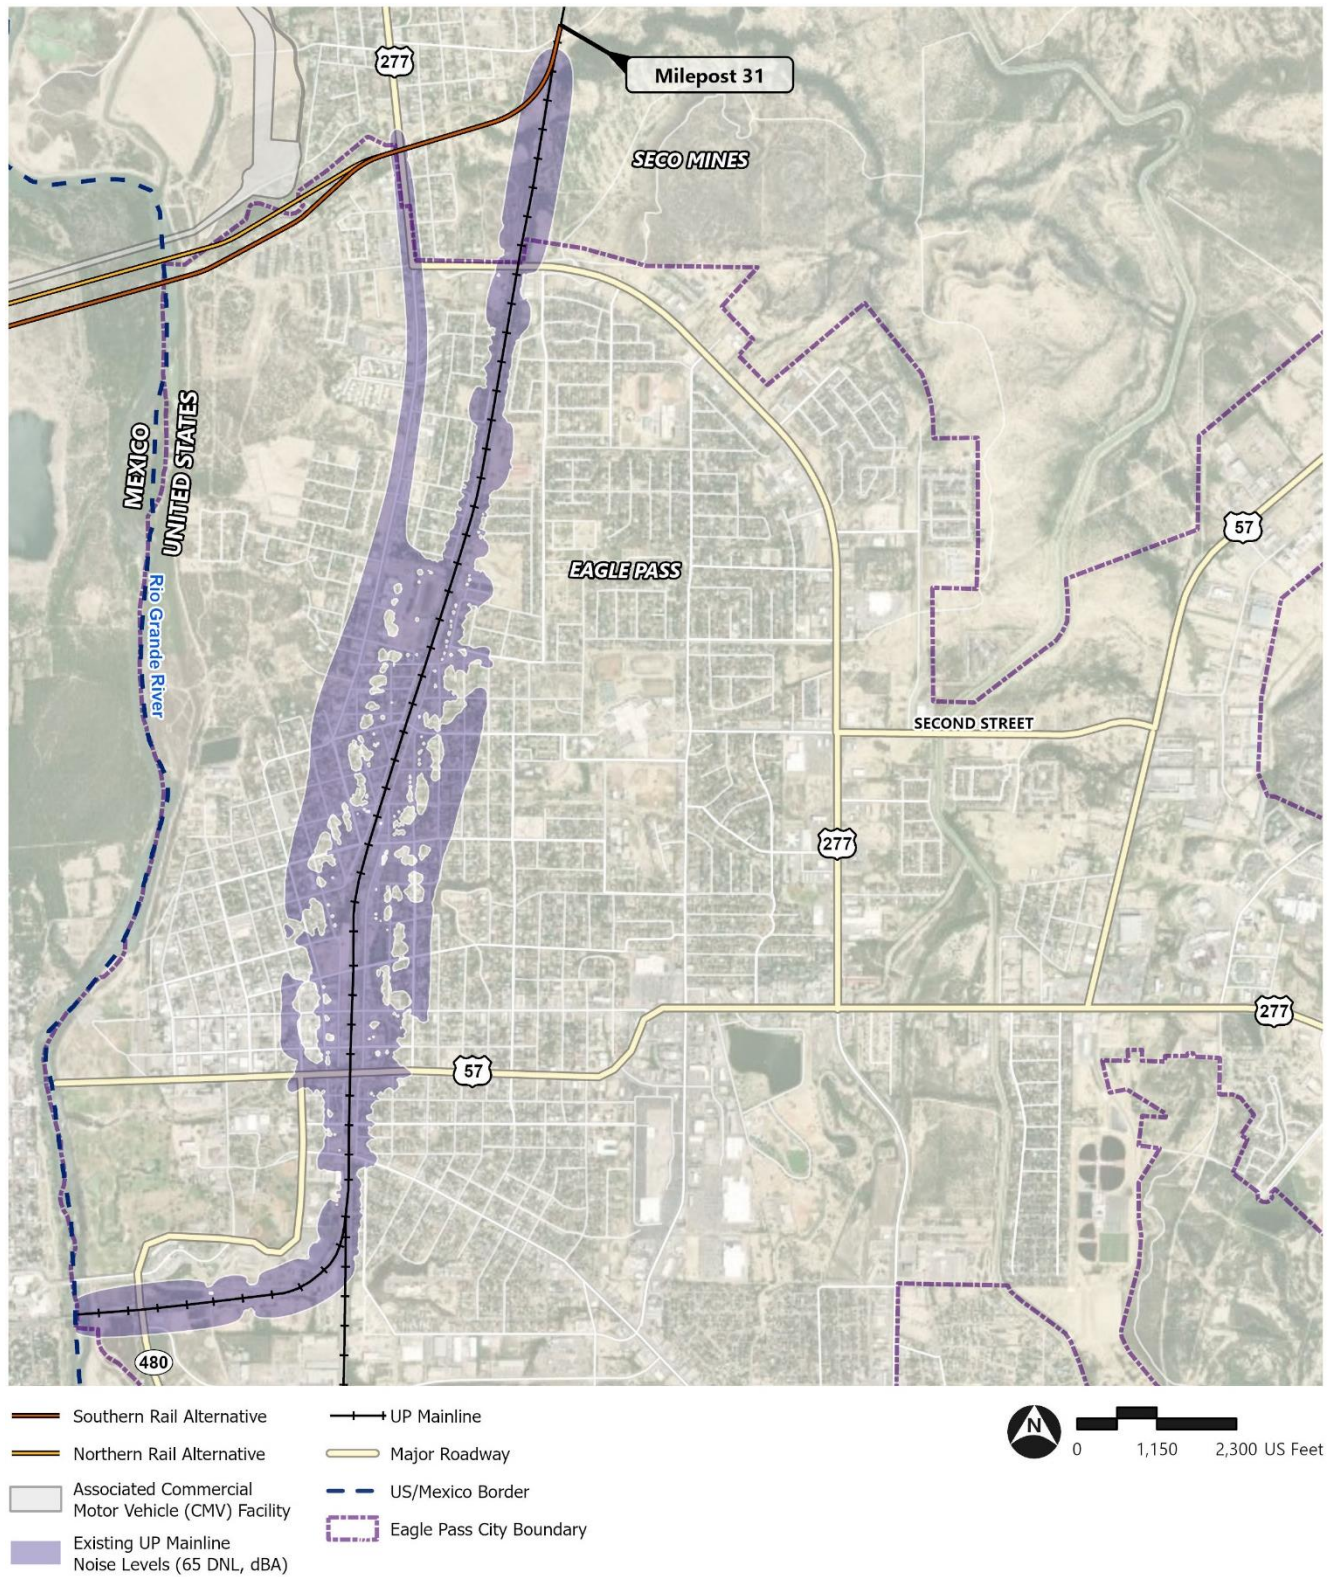 277
Milepost 31
SECO MINES
MEXICO
UNITED STATES
57
EAGLE PASS
Rio Grande River
SECOND STREET
277
277
57
480
Southern Rail Alternative
Northern Rail Alternative
Associated Commercial
Motor Vehicle (CMV) Facility
Existing UP Mainline
Noise Levels (65 DNL, dBA)
UP Mainline
Major Roadway
US/Mexico Border
Eagle Pass City Boundary
N
0 1,150 2,300 US Feet